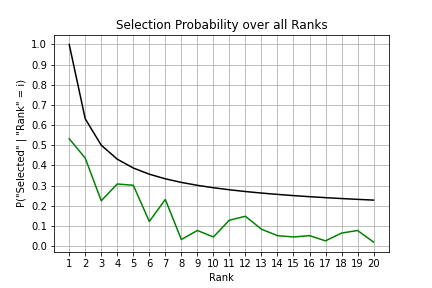 Selection Probability over all Ranks
P("Selected" | "Rank" = i)
1.0
0.9
0.8
0.7
0.6
0.5
0.4
0.3
0.2
0.1
0.0
1 2 3 4 5 6 7 8 9 10 11 12 13 14 15 16 17 18 19 20
Rank